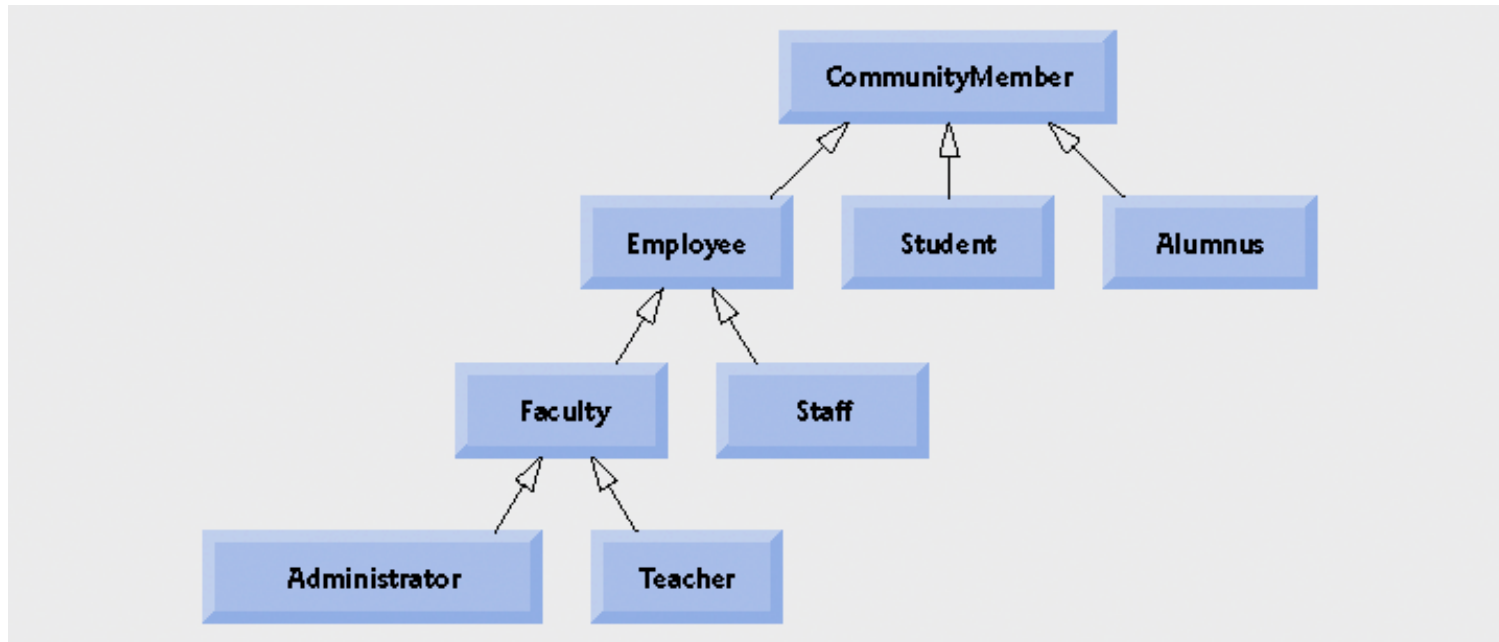 CommunityMember
Employee
Student
Alumnus
Faculty
Staff
Administrator
Teacher